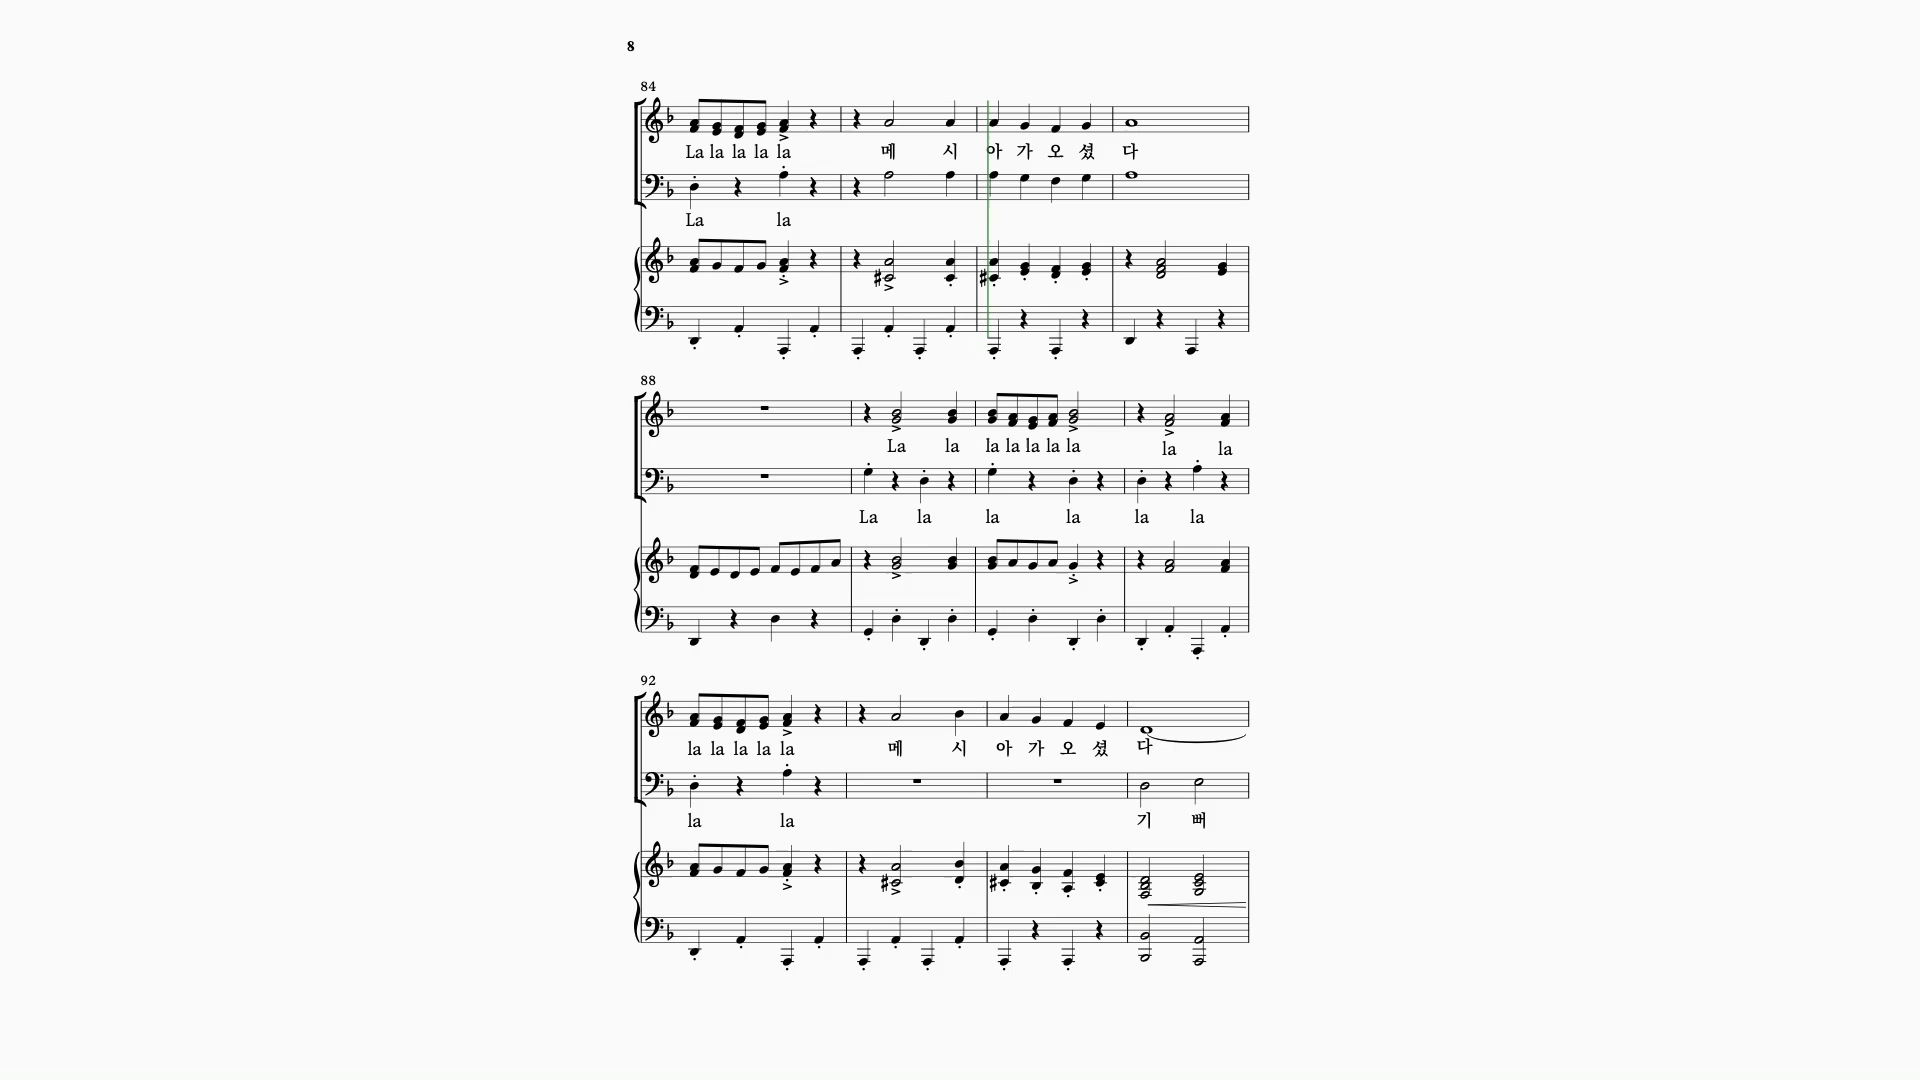 8
84
La la la la la 메 시 아 가 오 셨 다
La la
88
La la la la la la la la la
La la la la la la
92
la la la la la 메 시 아 가 오 셨 다
la la 기 뻐